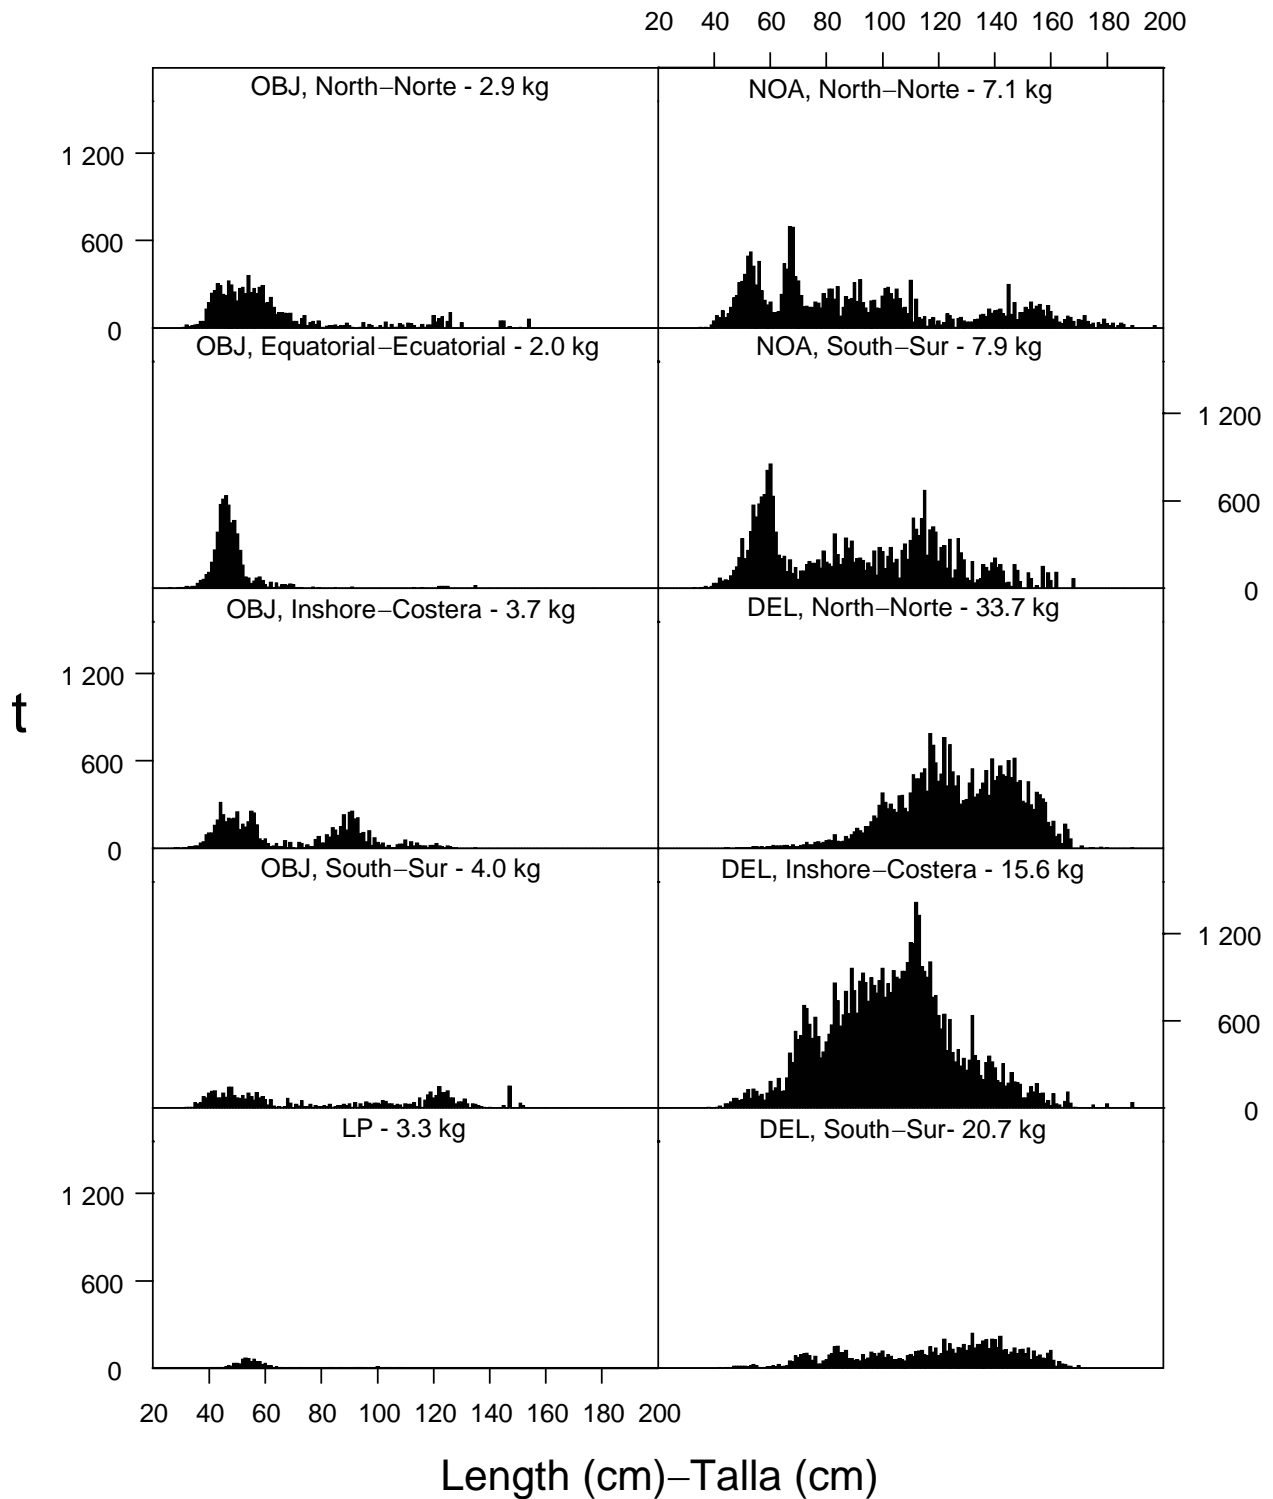 20 40 60 80 100 120 140 160 180 200
OBJ, North−Norte - 2.9 kg
NOA, North−Norte - 7.1 kg
1 200
600
0
OBJ, Equatorial−Ecuatorial - 2.0 kg
NOA, South−Sur - 7.9 kg
1 200
600
0
OBJ, Inshore−Costera - 3.7 kg
DEL, North−Norte - 33.7 kg
1 200
t
600
0
OBJ, South−Sur - 4.0 kg
DEL, Inshore−Costera - 15.6 kg
1 200
600
0
LP - 3.3 kg
DEL, South−Sur- 20.7 kg
1 200
600
0
20 40 60 80 100 120 140 160 180 200
Length (cm)−Talla (cm)